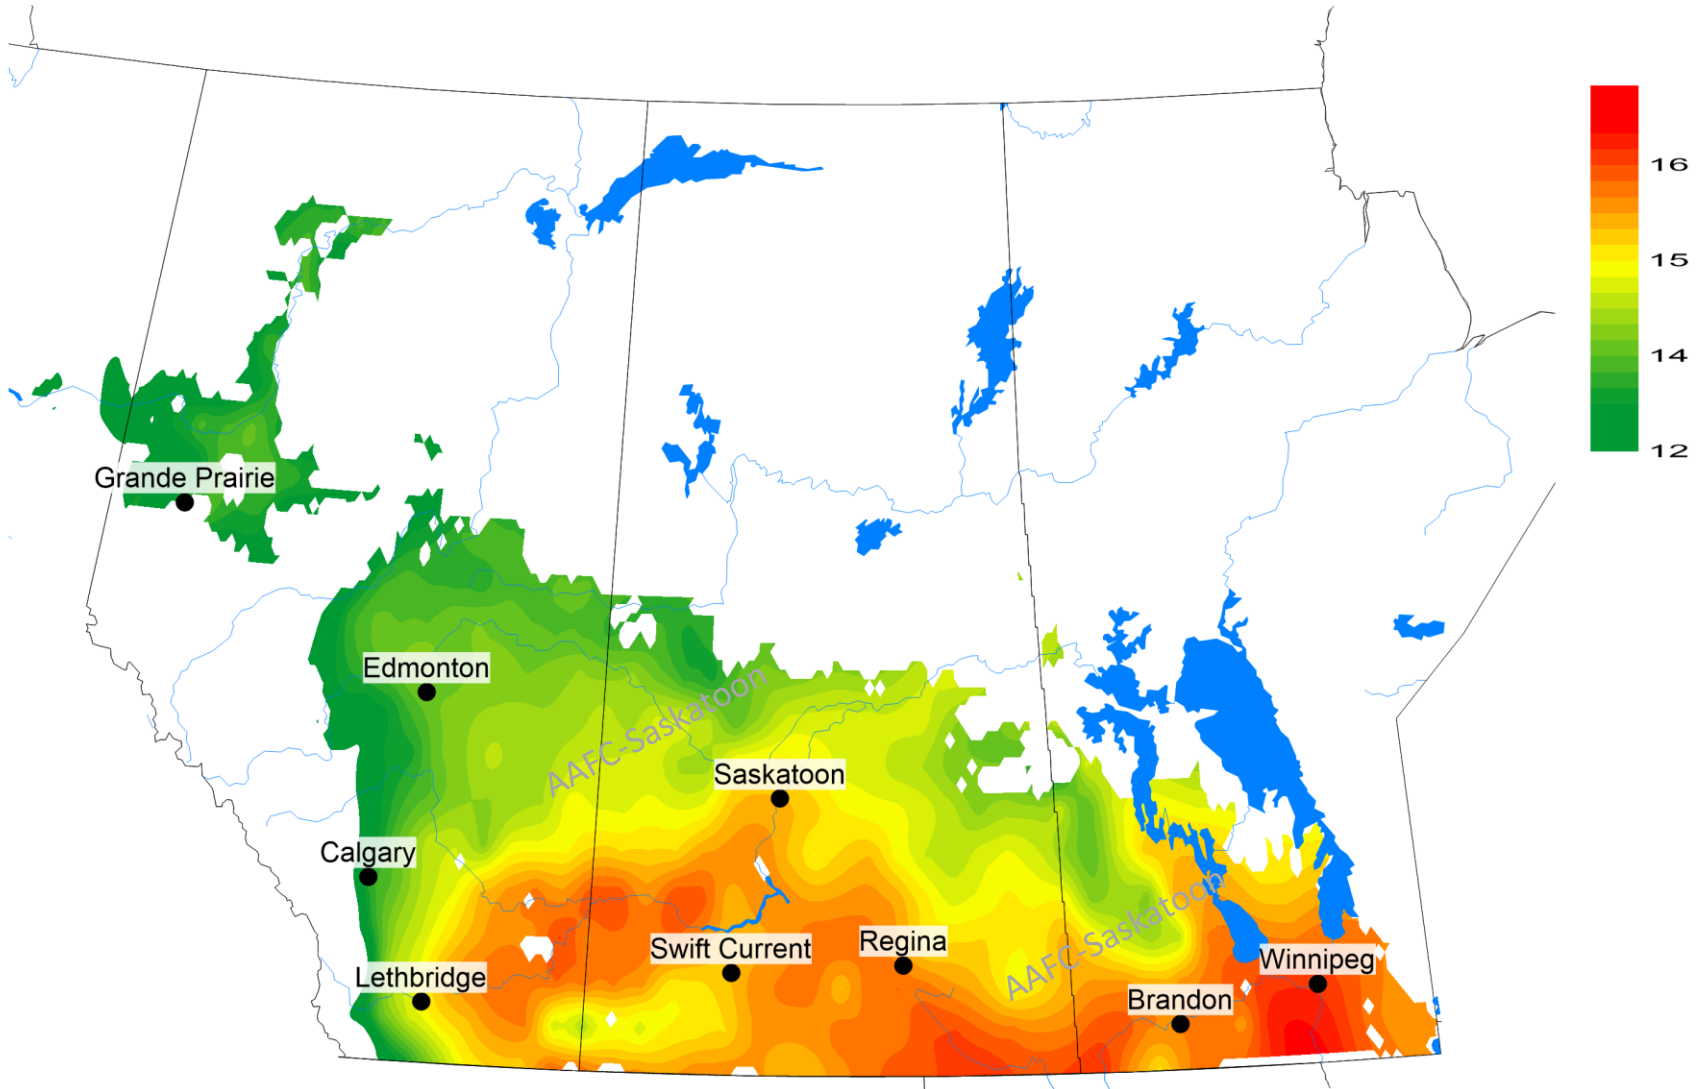 16
15
14
12
Grande Prairie
Edmonton
AAFC-Saskatoon
Saskatoon
Calgary
Swift Current
Regina
AAFC-Saskatoon
Lethbridge
Winnipeg
Brandon